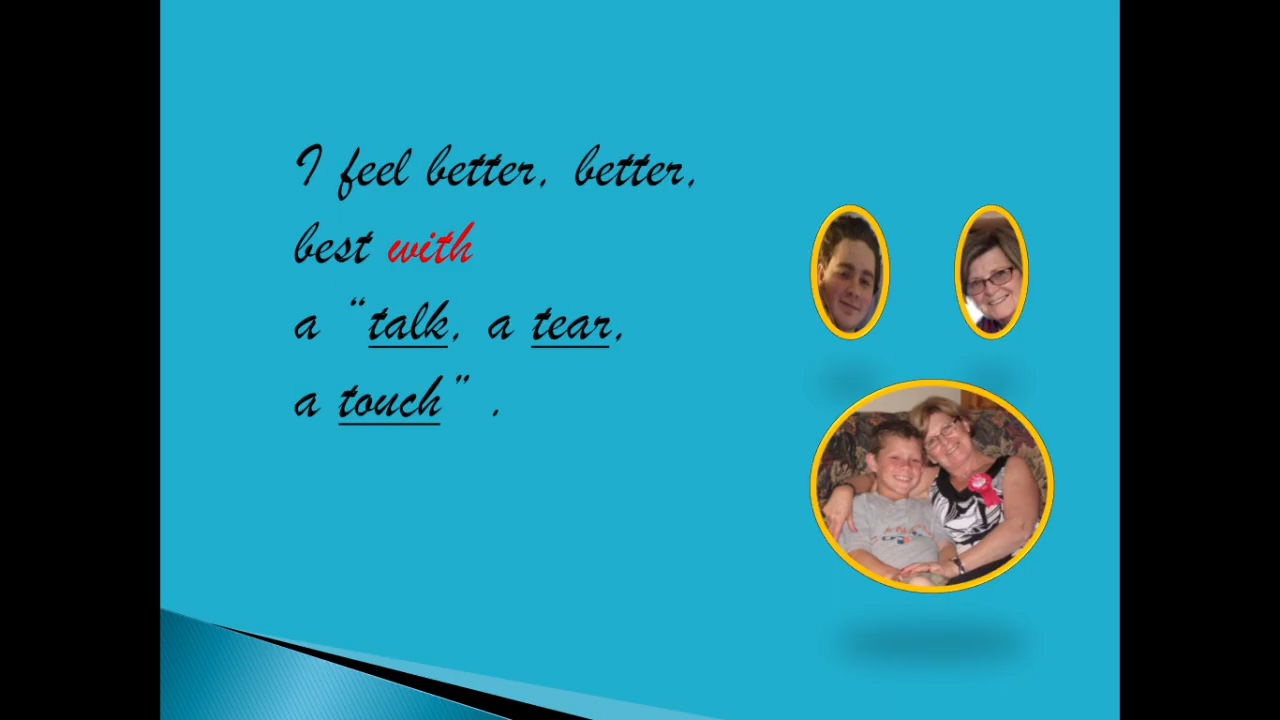 I feel better, better,
best with
a “talk, a tear,
a touch” .